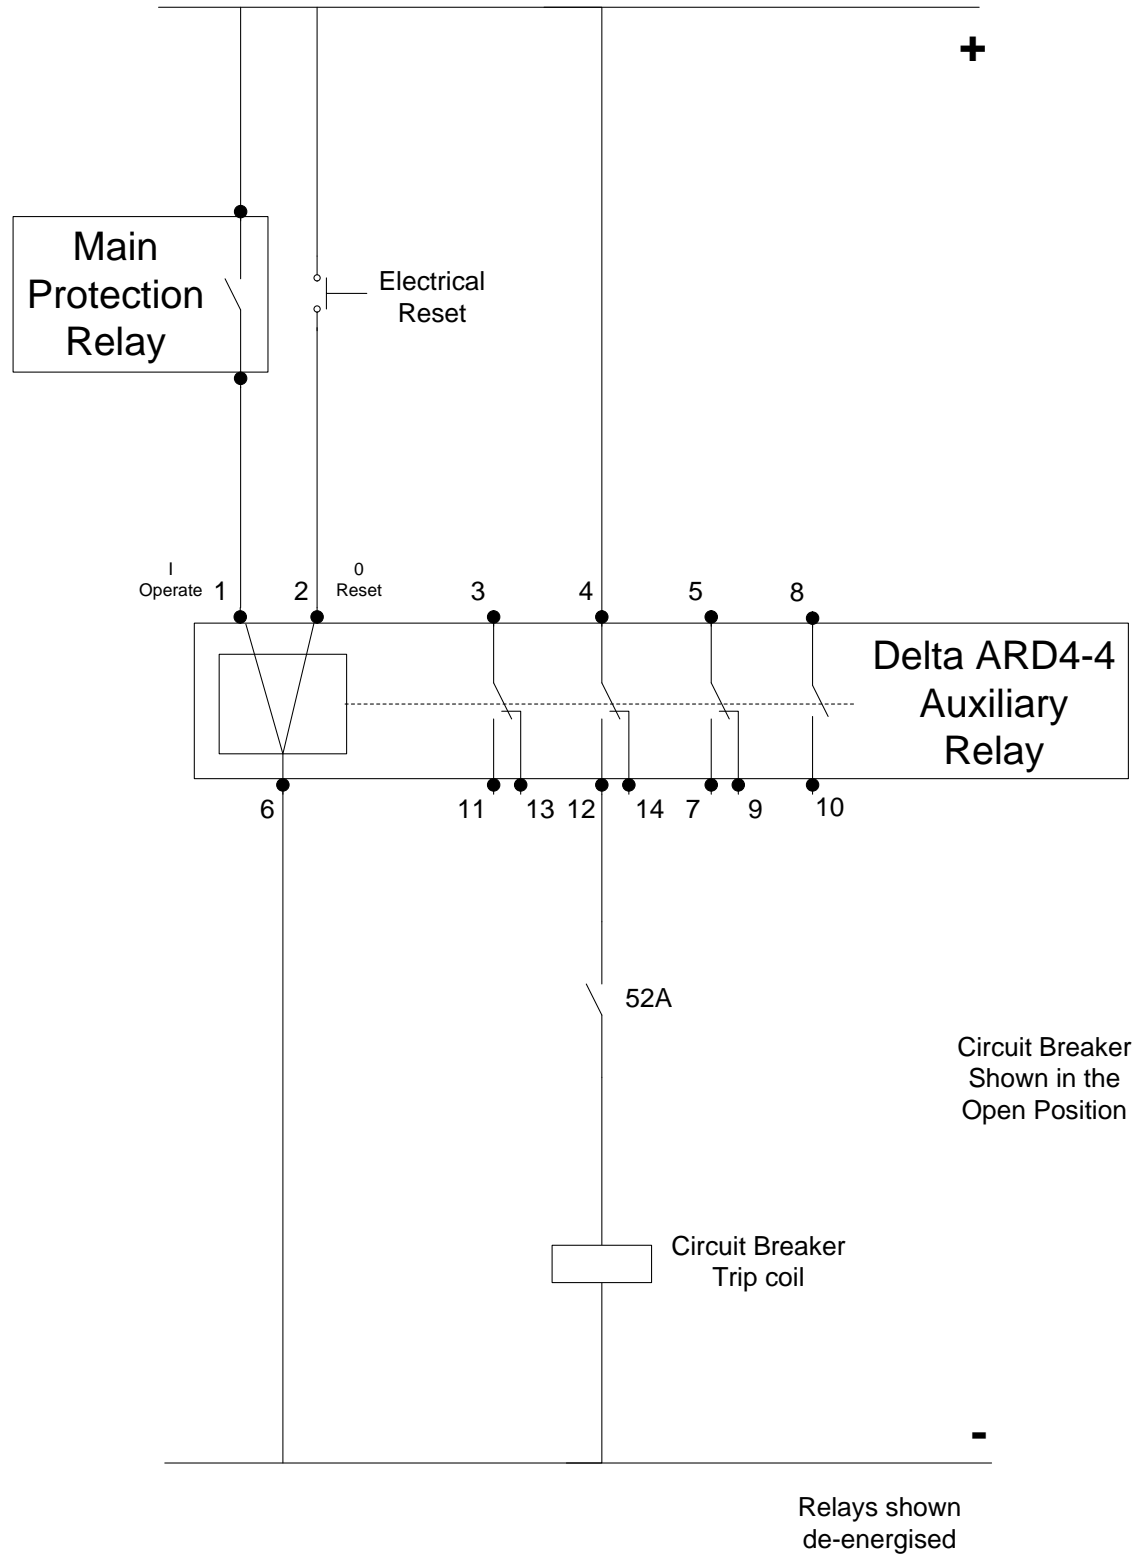 +
Main
Protection
Relay
Electrical
Reset
I
Operate
1
2
0
Reset
3
4
5
8
Delta ARD4-4
Auxiliary
Relay
6
11
13
12
14
7
9
10
52A
Circuit Breaker
Shown in the
Open Position
Circuit Breaker
Trip coil
-
Relays shown
de-energised